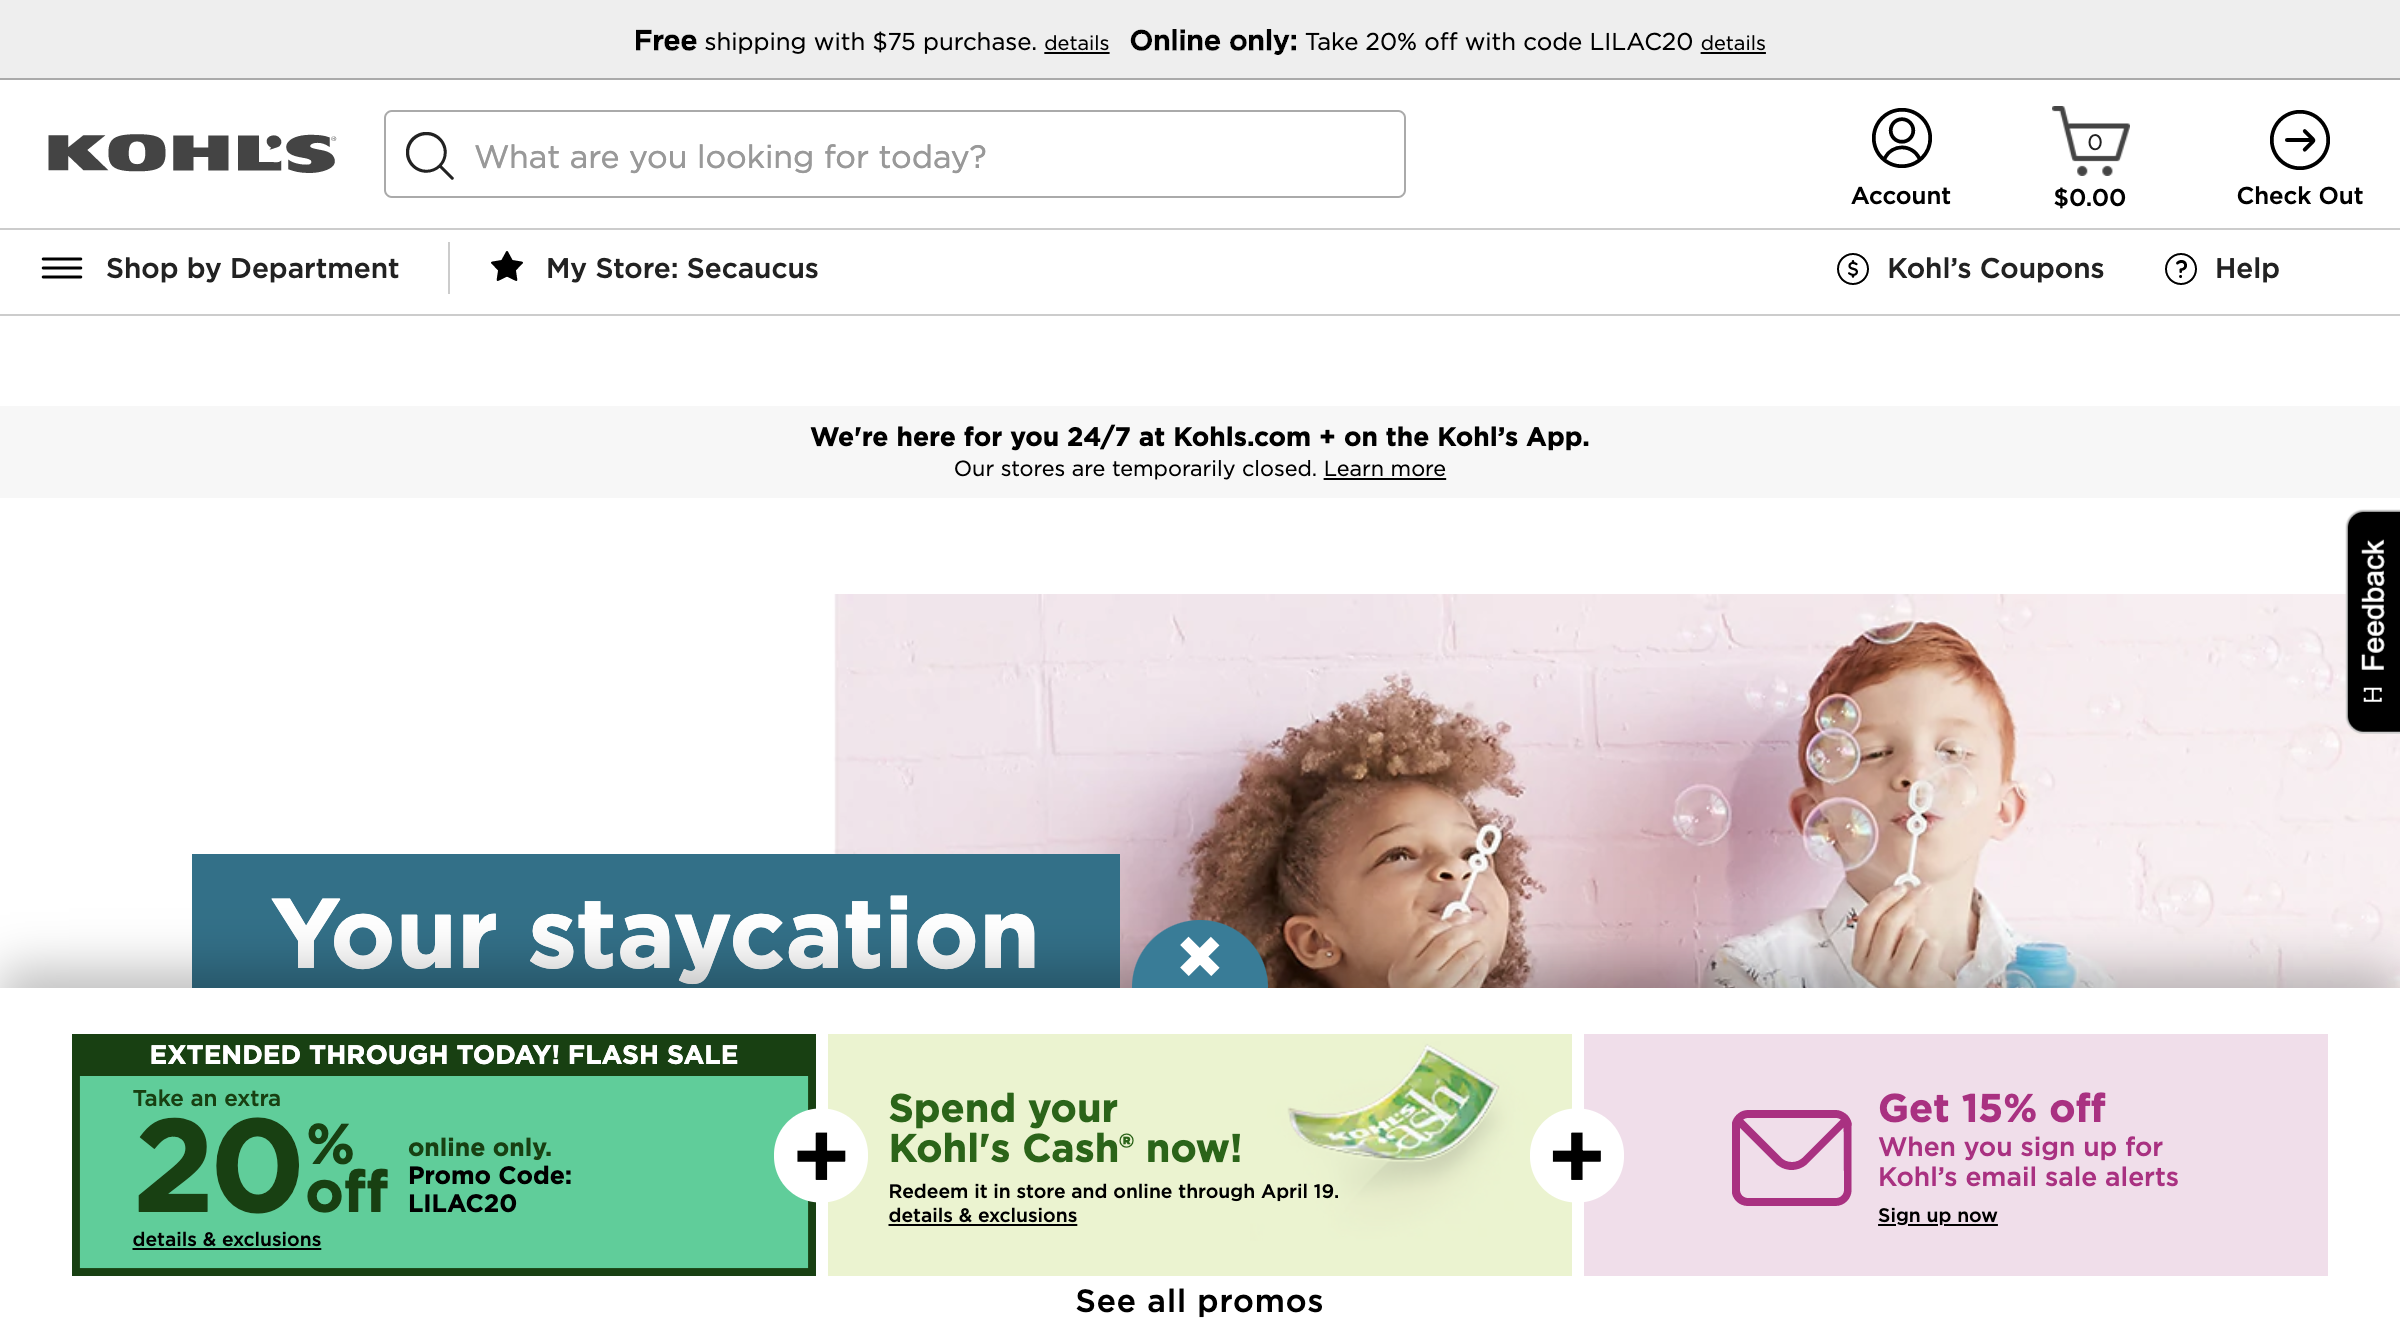 Free shipping with $75 purchase. details Online only: Take 20% off with code LILAC20 details
KOHL'S
What are you looking for today?
Account
0
$0.00
Check Out
Shop by Department
My Store: Secaucus
$ Kohl’s Coupons
? Help
We're here for you 24/7 at Kohls.com + on the Kohl’s App.
Our stores are temporarily closed. Learn more
Feedback
Your staycation
EXTENDED THROUGH TODAY! FLASH SALE
Take an extra
20% off
online only.
Promo Code:
LILAC20
details & exclusions
+
Spend your
Kohl's Cash® now!
Redeem it in store and online through April 19.
details & exclusions
KOHL'S
Cash
+
Get 15% off
When you sign up for
Kohl’s email sale alerts
Sign up now
See all promos